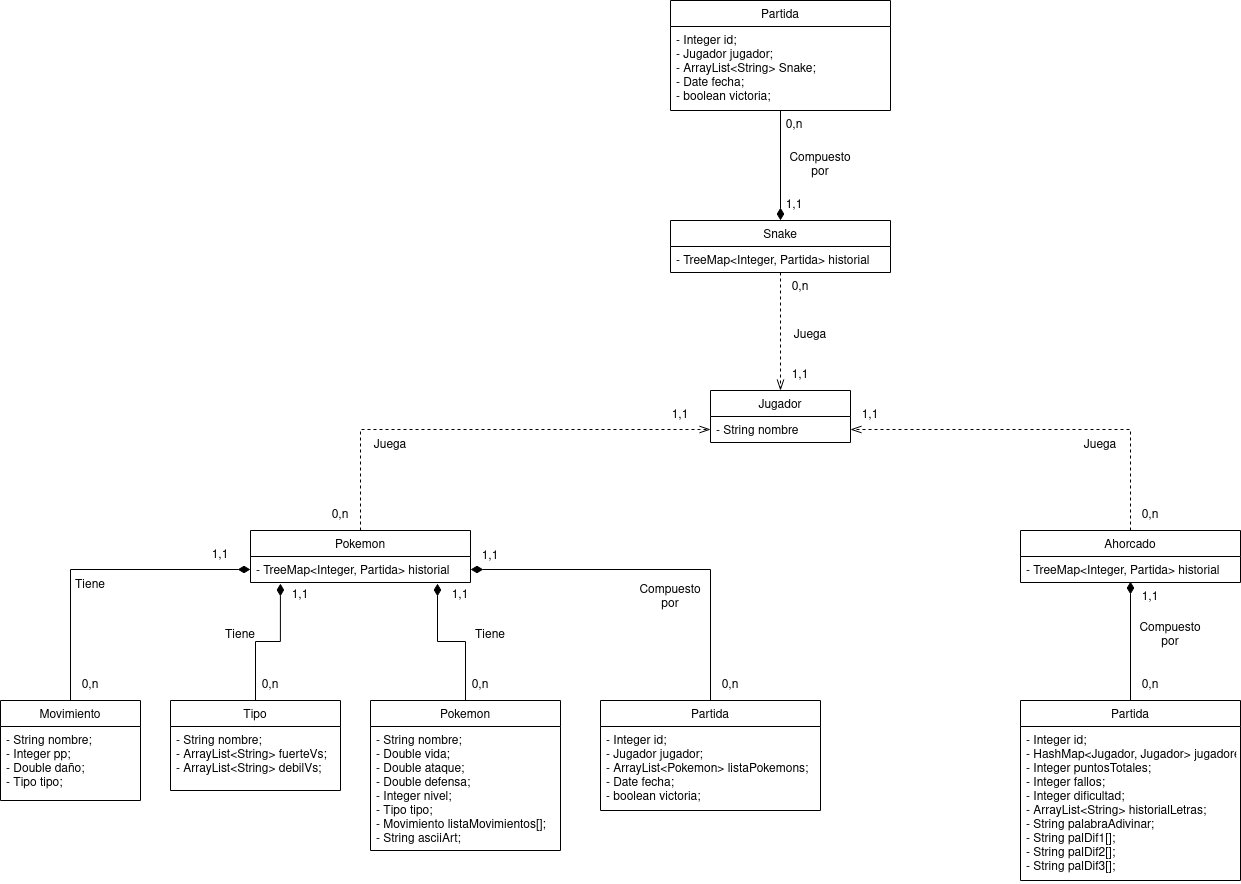 Partida
- Integer id;
- Jugador jugador;
- ArrayList<String> Snake;
- Date fecha;
- boolean victoria;
0,n
Compuesto
por
1,1
Snake
- TreeMap<Integer, Partida> historial
0,n
Juega
1,1
Jugador
- String nombre
1,1
1,1
Juega
Juega
0,n
0,n
Pokemon
- TreeMap<Integer, Partida> historial
Ahorcado
- TreeMap<Integer, Partida> historial
1,1
Tiene
1,1
Tiene
1,1
Tiene
1,1
Compuesto
por
1,1
Compuesto
por
0,n
0,n
0,n
0,n
0,n
Movimiento
- String nombre;
- Integer pp;
- Double daño;
- Tipo tipo;
Tipo
- String nombre;
- ArrayList<String> fuerteVs;
- ArrayList<String> debilVs;
Pokemon
- String nombre;
- Double vida;
- Double ataque;
- Double defensa;
- Integer nivel;
- Tipo tipo;
- Movimiento listaMovimientos[];
- String asciiArt;
Partida
- Integer id;
- Jugador jugador;
- ArrayList<Pokemon> listaPokemons;
- Date fecha;
- boolean victoria;
Partida
- Integer id;
- HashMap<Jugador, Jugador> jugadore
- Integer puntosTotales;
- Integer fallos;
- Integer dificultad;
- ArrayList<String> historialLetras;
- String palabraAdivinar;
- String palDif1[];
- String palDif2[];
- String palDif3[];